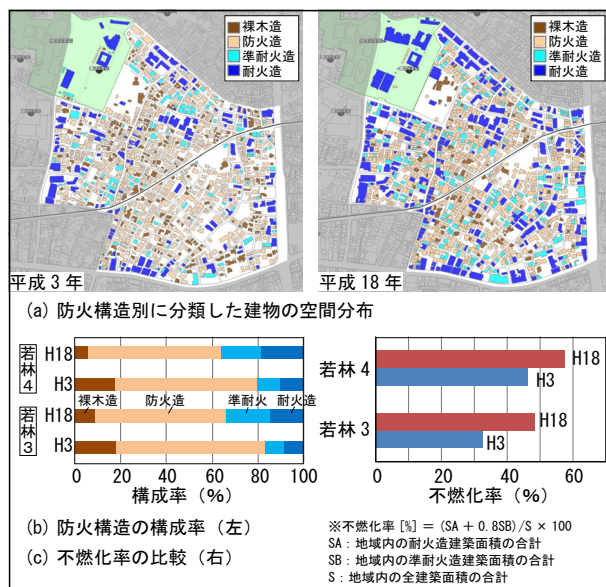 裸木造
防火造
準耐火造
耐火造
平成3年
裸木造
防火造
準耐火造
耐火造
平成 18 年
(a) 防火構造別に分類した建物の空間分布
若林4
H18
H3
若林3
H18
H3
裸木造 防火造 準耐火 耐火造
0 20 40 60 80 100
構成率（%）
若林 4
H18
H3
若林 3
H18
H3
0 20 40 60
不燃化率（%）
(b) 防火構造の構成率（左）
(c) 不燃化率の比較（右）
※不燃化率 [%] = (SA + 0.8SB)/S × 100
SA：地域内の耐火造建築面積の合計
SB：地域内の準耐火造建築面積の合計
S：地域内の全建築面積の合計